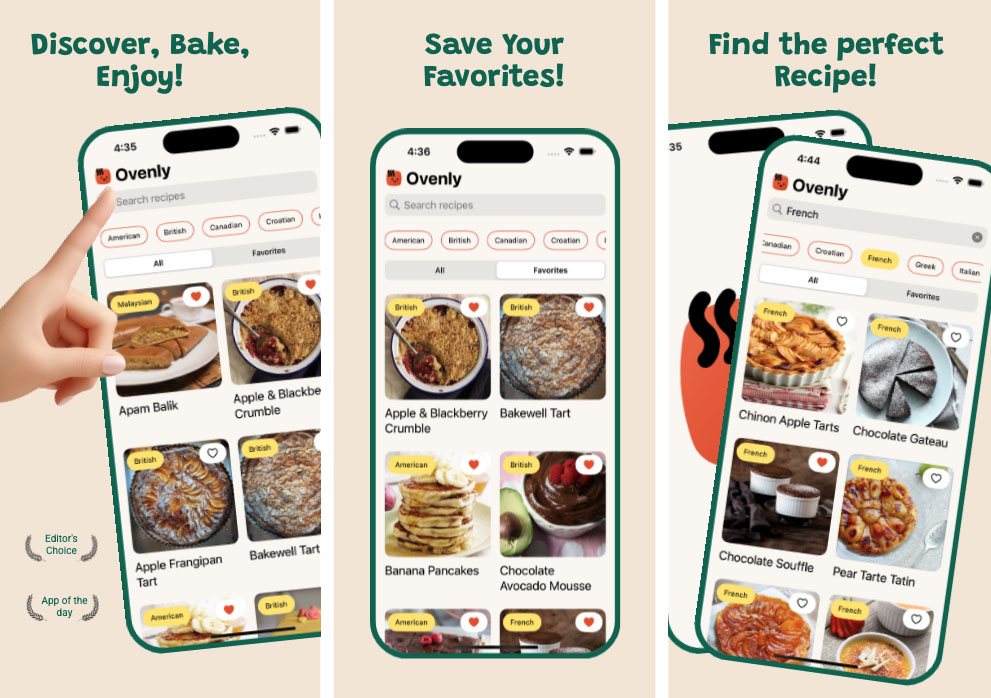 Discover, Bake,
Enjoy!
4:35
Ovenly
Search recipes
American
British
Canadian
Croatian
All
Favorites
Malaysian
British
Apam Balik
Apple & Blackbe
Crumble
British
Apple Frangipan
Tart
Bakewell Tart
American
British
Editor's
Choice
App of the
day
Save Your
Favorites!
4:36
Ovenly
Search recipes
American
British
Canadian
Croatian
All
Favorites
British
British
Apple & Blackberry
Crumble
Bakewell Tart
American
British
Banana Pancakes
Chocolate
Avocado Mousse
American
French
Find the perfect
Recipe!
35
4:44
Ovenly
French
Canadian
Croatian
French
Greek
Italian
All
Favorites
French
French
Chinon Apple Tarts
Chocolate Gateau
French
French
Chocolate Souffle
Pear Tarte Tatin
French
French